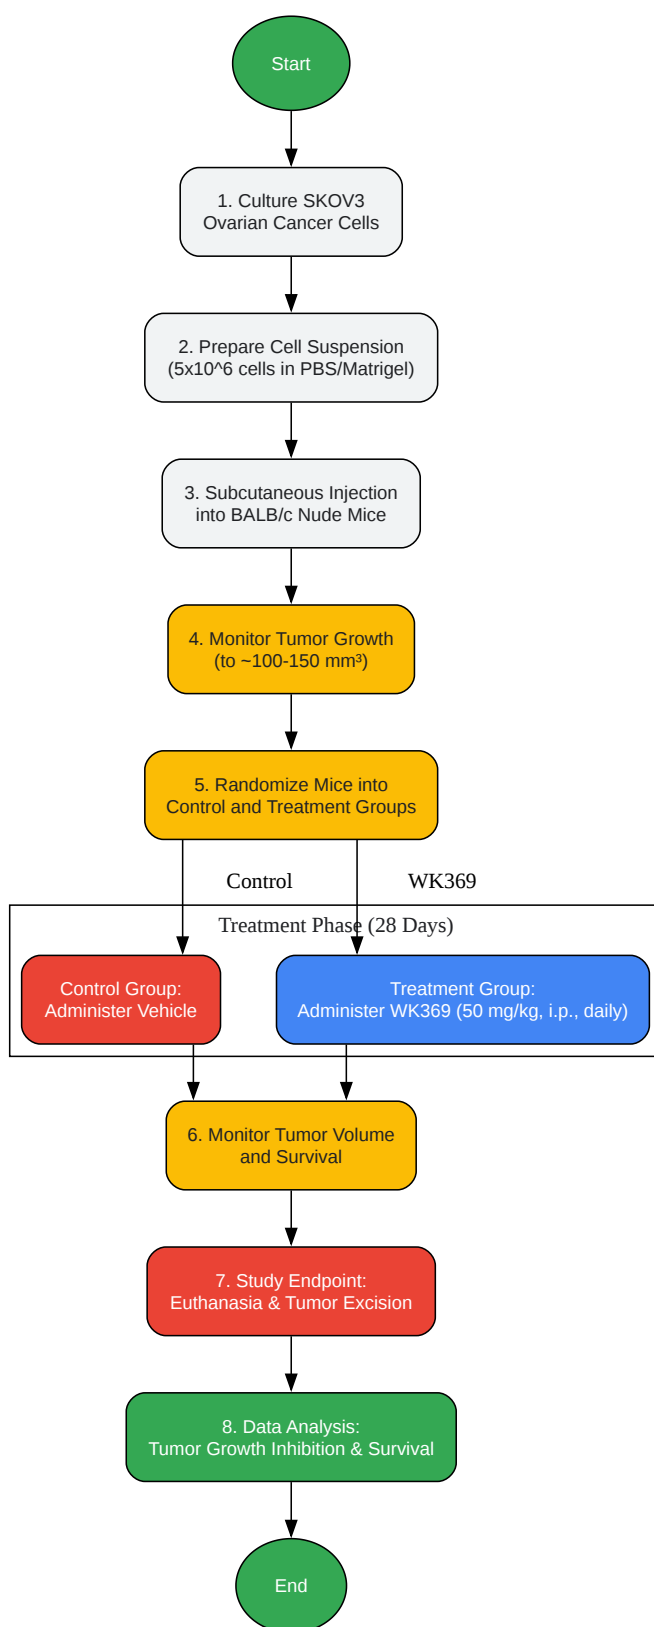 Start
1. Culture SKOV3
Ovarian Cancer Cells
2. Prepare Cell Suspension
(5x10^6 cells in PBS/Matrigel)
3. Subcutaneous Injection
into BALB/c Nude Mice
4. Monitor Tumor Growth
(to ~100-150 mm³)
5. Randomize Mice into
Control and Treatment Groups
Control
WK369
Treatment Phase (28 Days)
Control Group:
Administer Vehicle
Treatment Group:
Administer WK369 (50 mg/kg, i.p., daily)
6. Monitor Tumor Volume
and Survival
7. Study Endpoint:
Euthanasia & Tumor Excision
8. Data Analysis:
Tumor Growth Inhibition & Survival
End